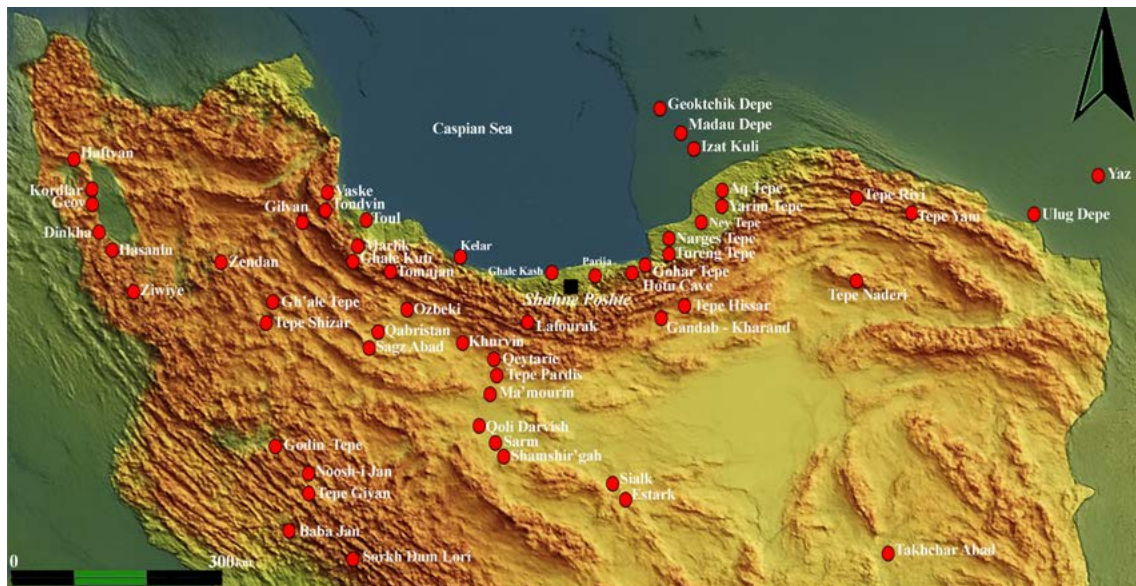 Geoktchik Depe
Madau Depe
Caspian Sea
Izat Kuli
Haftvan
Yaz
Kordlar
Vaske
Aq Tepe
Tepe Rivi
Geoy
Toudvin
Yarim Tepe
Tepe Yam
Ulug Depe
Gilvan
Toul
Ney Tepe
Dinkha
Narges Tepe
Hasanlu
Marlik
Kelar
Tureng Tepe
Zendan
Ghale Kuti
Parija
Gohar Tepe
Tomajan
Ghale Kash
Hotu Cave
Ziwiye
Shahne Poshte
Tepe Naderi
Gh'ale Tepe
Ozbeki
Tepe Hissar
Tepe Shizar
Lafourak
Gandab - Kharand
Qabristan
Sagz Abad
Khurvin
Qeytarie
Tepe Pardis
Ma'mourin
Qoli Darvish
Godin Tepe
Sarm
Shamshir'gah
Noosh-i Jan
Sialk
Tepe Giyan
Estark
Baba Jan
Takhchar Abad
Sorkh Dum Lori
0 300km